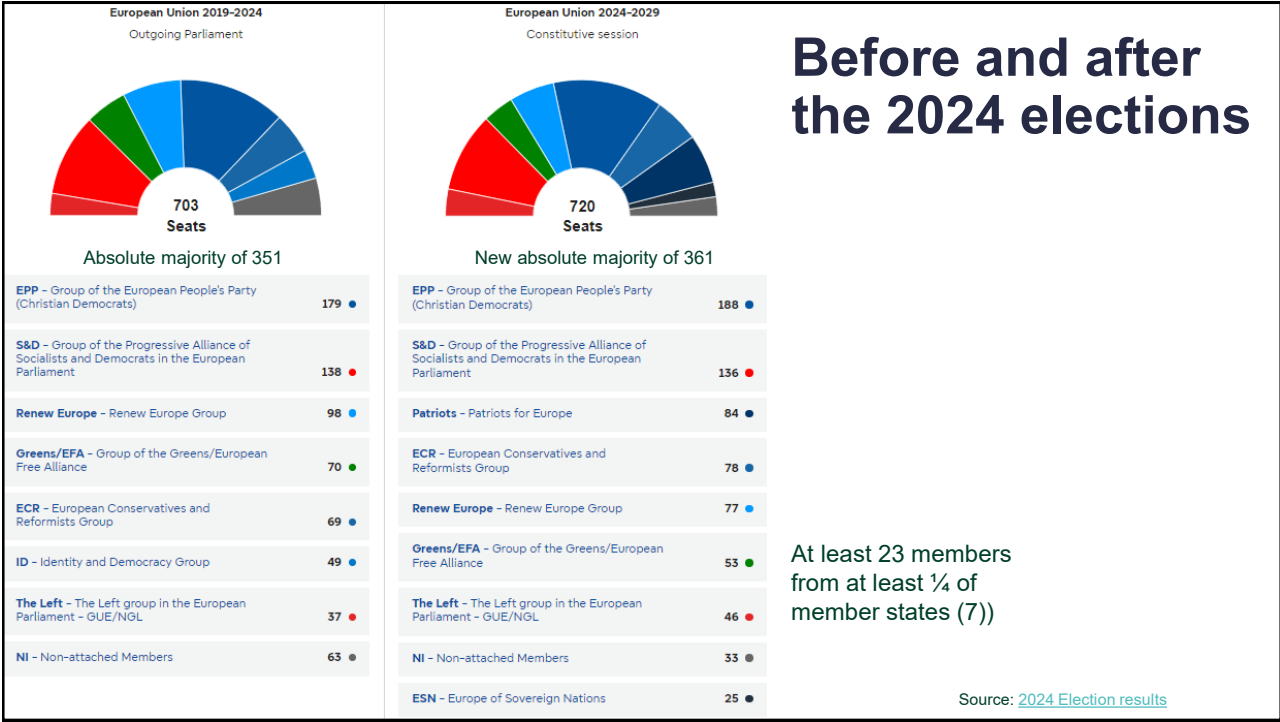 European Union 2019-2024
Outgoing Parliament
703
Seats
Absolute majority of 351
EPP - Group of the European People's Party
(Christian Democrats)
179
S&D - Group of the Progressive Alliance of
Socialists and Democrats in the European
Parliament
138
Renew Europe - Renew Europe Group
98
Greens/EFA - Group of the Greens/European
Free Alliance
70
ECR - European Conservatives and
Reformists Group
69
ID - Identity and Democracy Group
49
The Left - The Left group in the European
Parliament - GUE/NGL
37
NI - Non-attached Members
63
European Union 2024-2029
Constitutive session
720
Seats
New absolute majority of 361
EPP - Group of the European People's Party
(Christian Democrats)
188
S&D - Group of the Progressive Alliance of
Socialists and Democrats in the European
Parliament
136
Patriots - Patriots for Europe
84
ECR - European Conservatives and
Reformists Group
78
Renew Europe - Renew Europe Group
77
Greens/EFA - Group of the Greens/European
Free Alliance
53
The Left - The Left group in the European
Parliament - GUE/NGL
46
NI - Non-attached Members
33
ESN - Europe of Sovereign Nations
25
Before and after
the 2024 elections
At least 23 members
from at least ¼ of
member states (7))
Source: 2024 Election results